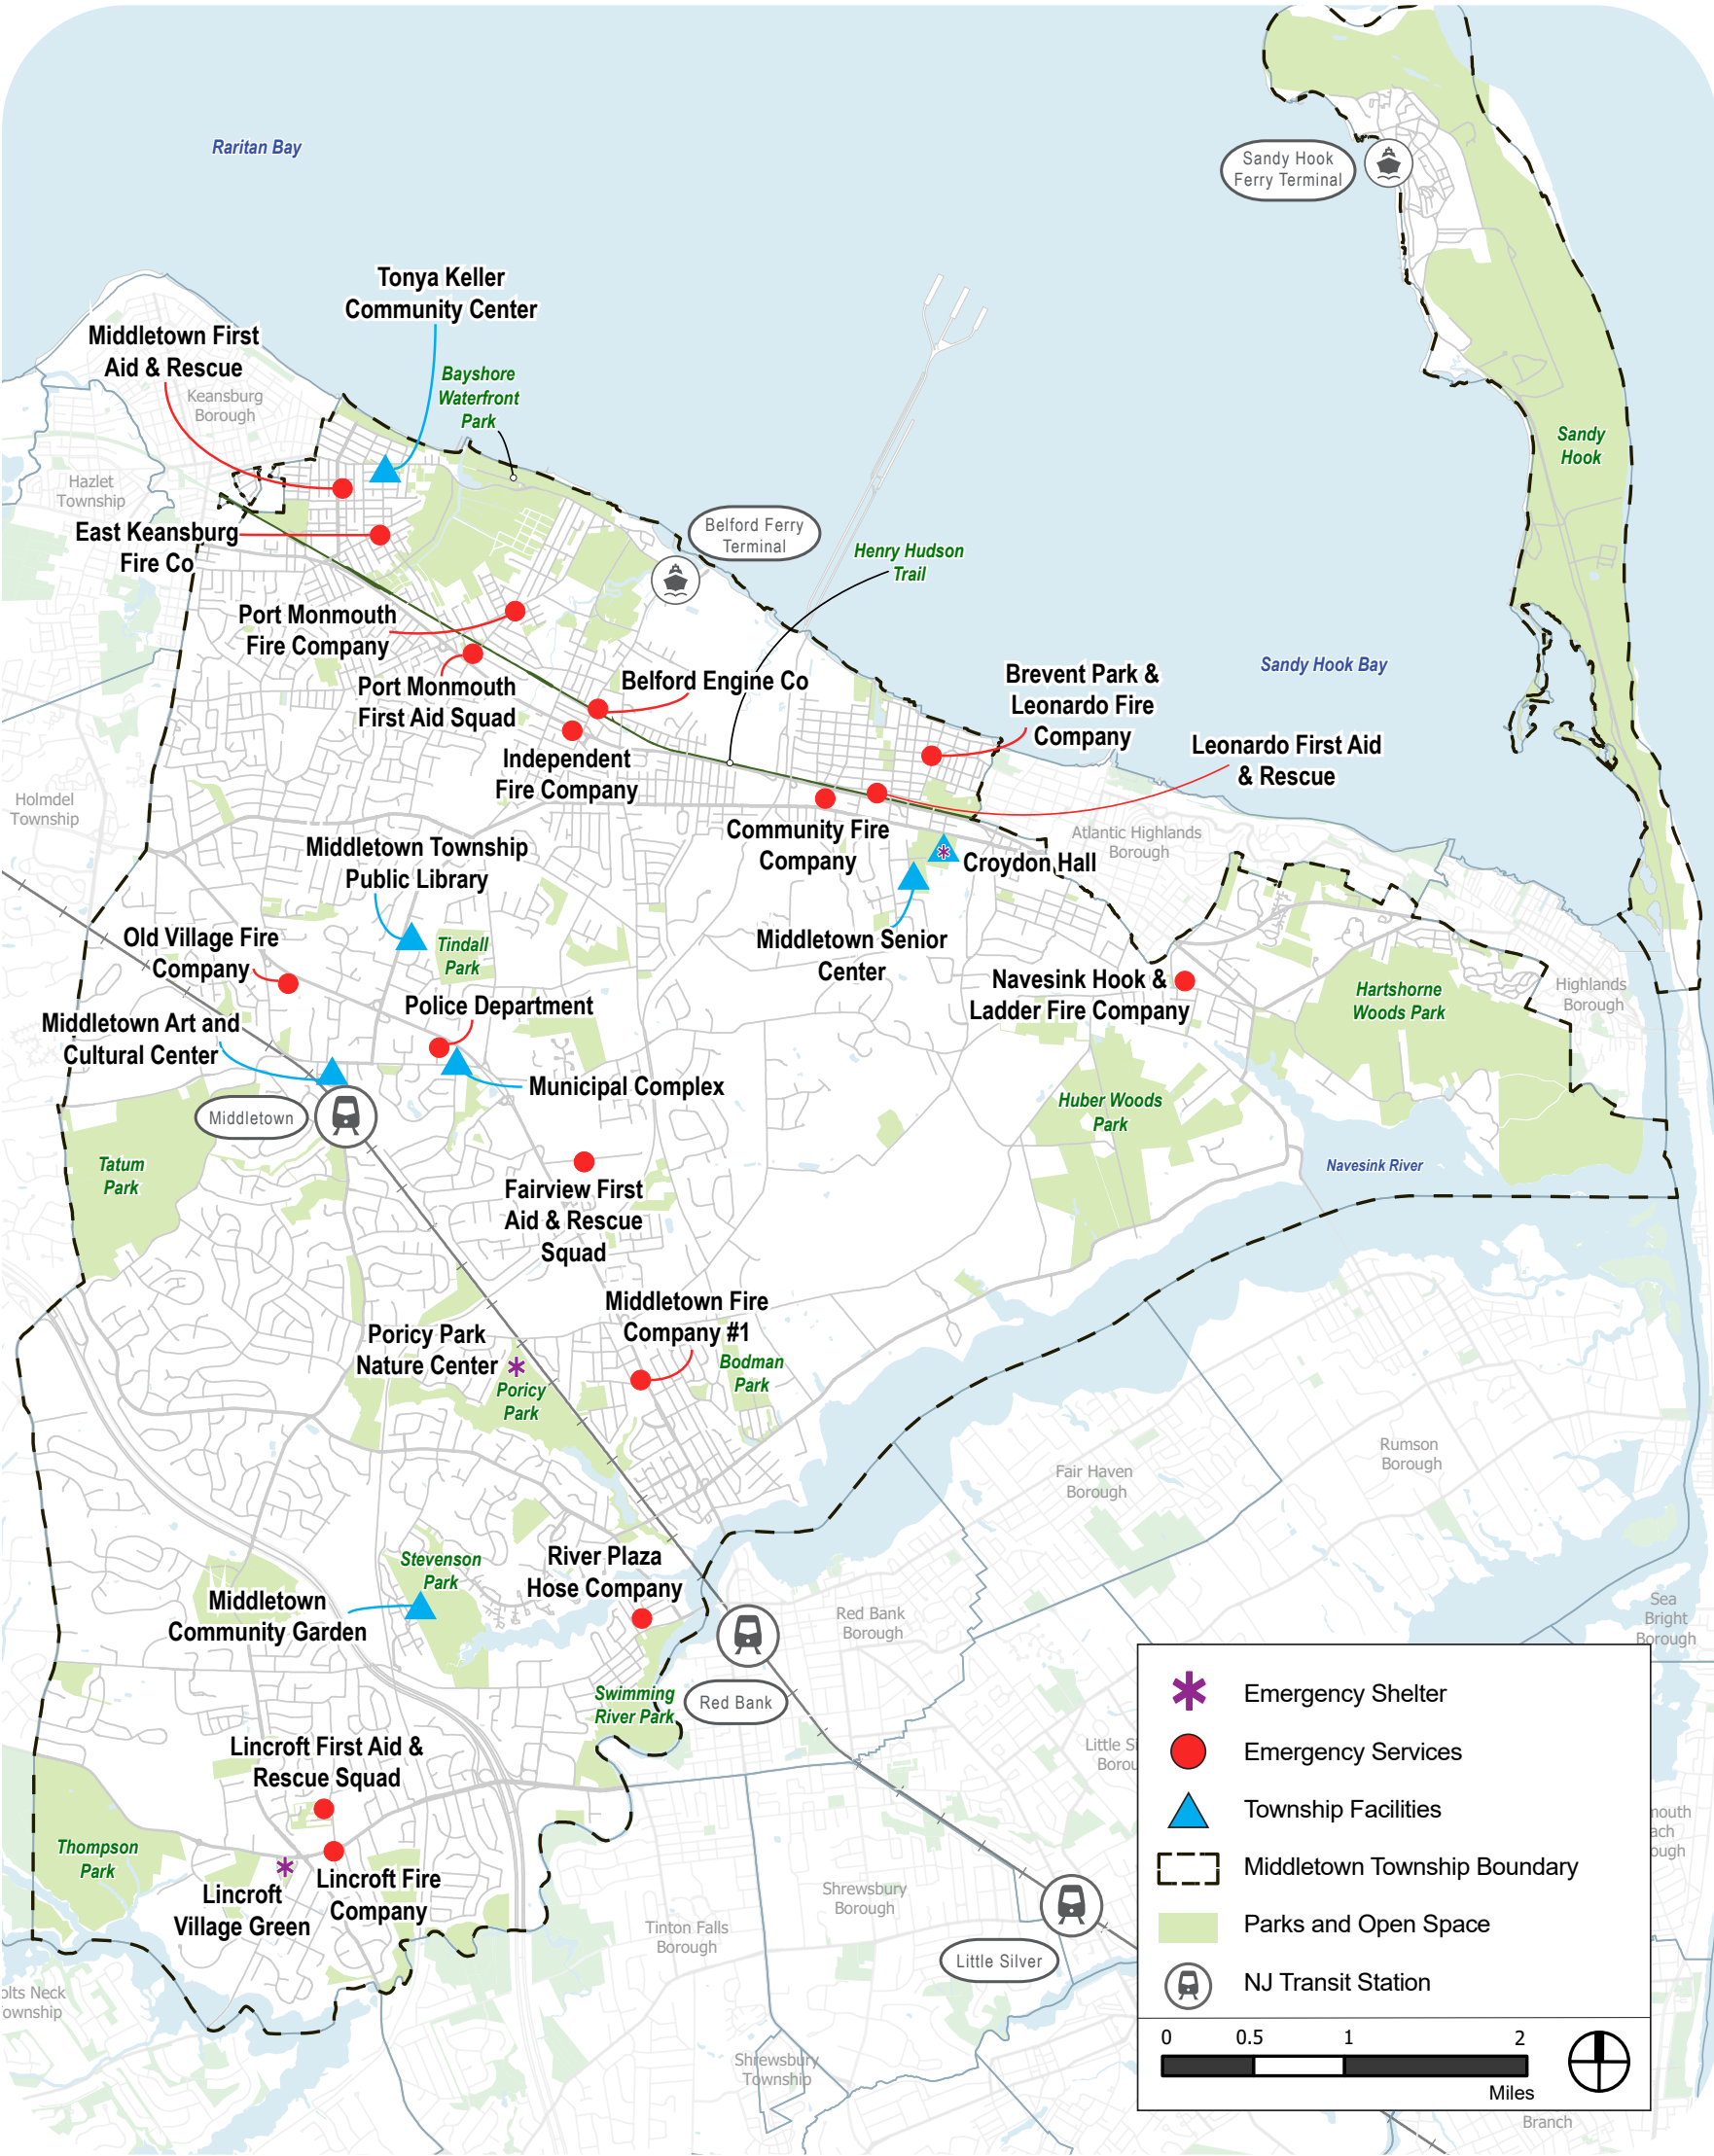 Raritan Bay
Sandy Hook
Ferry Terminal
Tonya Keller
Community Center
Middletown First
Aid & Rescue
Keansburg
Borough
Bayshore
Waterfront
Park
Sandy
Hook
Hazlet
Township
East Keansburg
Fire Co
Belford Ferry
Terminal
Henry Hudson
Trail
Port Monmouth
Fire Company
Port Monmouth
First Aid Squad
Belford Engine Co
Sandy Hook Bay
Brevent Park &
Leonardo Fire
Company
Leonardo First Aid
& Rescue
Independent
Fire Company
Holmdel
Township
Community Fire
Company
Atlantic Highlands
Borough
Croydon Hall
Middletown Township
Public Library
Old Village Fire
Company
Tindall
Park
Middletown Senior
Center
Navesink Hook &
Ladder Fire Company
Hartshorne
Woods Park
Highlands
Borough
Police Department
Middletown Art and
Cultural Center
Municipal Complex
Middletown
Huber Woods
Park
Tatum
Park
Navesink River
Fairview First
Aid & Rescue
Squad
Middletown Fire
Company #1
Poricy Park
Nature Center
Bodman
Park
Poricy
Park
Rumson
Borough
Fair Haven
Borough
Stevenson
Park
River Plaza
Hose Company
Middletown
Community Garden
Red Bank
Borough
Sea
Bright
Borough
Swimming
River Park
Red Bank
Lincroft First Aid &
Rescue Squad
Thompson
Park
Lincroft
Village Green
Lincroft Fire
Company
Little Si
Borou
mouth
ach
ough
Shrewsbury
Borough
Tinton Falls
Borough
Little Silver
olts Neck
ownship
Shrewsbury
Township
Emergency Shelter
Emergency Services
Township Facilities
Middletown Township Boundary
Parks and Open Space
NJ Transit Station
0 0.5 1 2
Miles
Branch